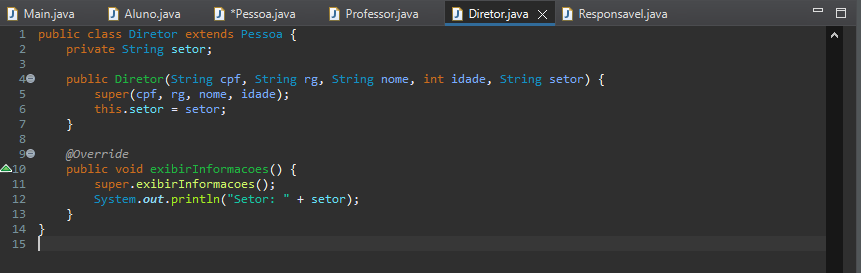 Main.java Aluno.java *Pessoa.java Professor.java Diretor.java Responsavel.java
1 public class Diretor extends Pessoa {
2     private String setor;
3
4     public Diretor(String cpf, String rg, String nome, int idade, String setor) {
5         super(cpf, rg, nome, idade);
6         this.setor = setor;
7     }
8
9     @Override
10     public void exibirInformacoes() {
11         super.exibirInformacoes();
12         System.out.println("Setor: " + setor);
13     }
14 }
15